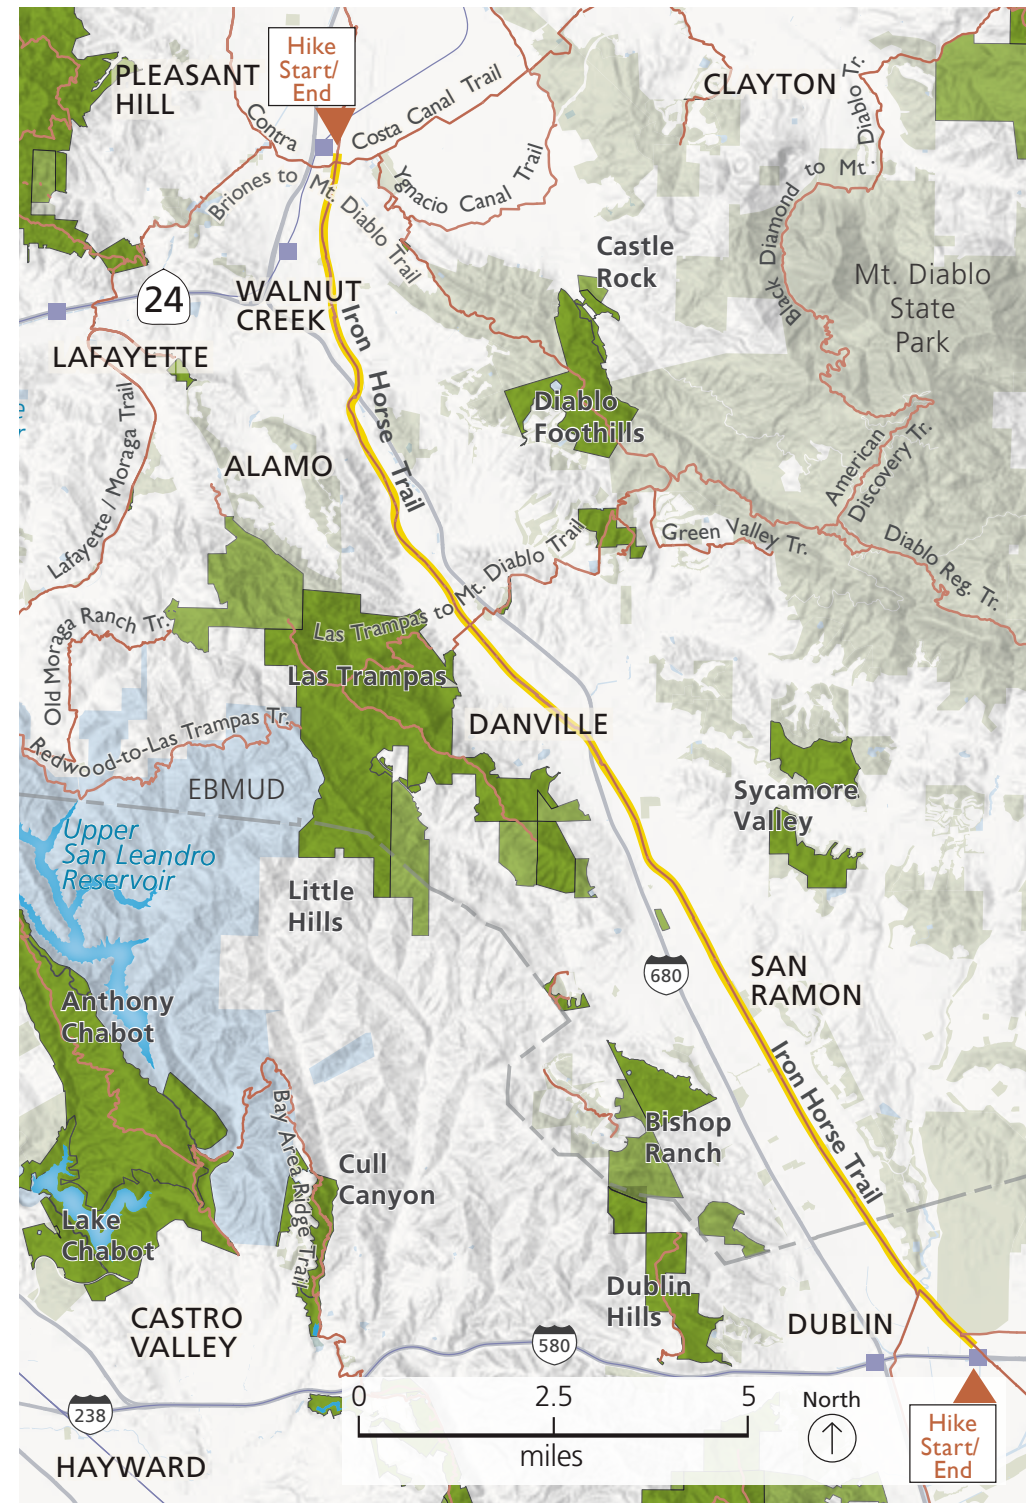 Hike
Start/
End
PLEASANT
HILL
Contra
Costa Canal Trail
CLAYTON
Black Diamond
to Mt.
Diablo Tr.
Briones to
Mt. Diablo Trail
Ygnacio
Canal
Trail
Castle
Rock
Mt. Diablo
State
Park
24
WALNUT
CREEK
Iron
Horse
Trail
LAFAYETTE
Lafayette / Moraga Trail
Diablo
Foothills
American
Discovery Tr.
ALAMO
Green Valley Tr.
Diablo Reg. Tr.
Las Trampas to Mt. Diablo Trail
Old Moraga
Ranch Tr.
Las Trampas
Redwood-to-Las Trampas Tr.
DANVILLE
EBMUD
Sycamore
Valley
Upper
San Leandro
Reservoir
Little
Hills
680
SAN
RAMON
Anthony
Chabot
Iron Horse Trail
Bay Area Ridge Trail
Bishop
Ranch
Cull
Canyon
Lake
Chabot
Dublin
Hills
CASTRO
VALLEY
DUBLIN
580
238
0
2.5
5
miles
North
Hike
Start/
End
HAYWARD